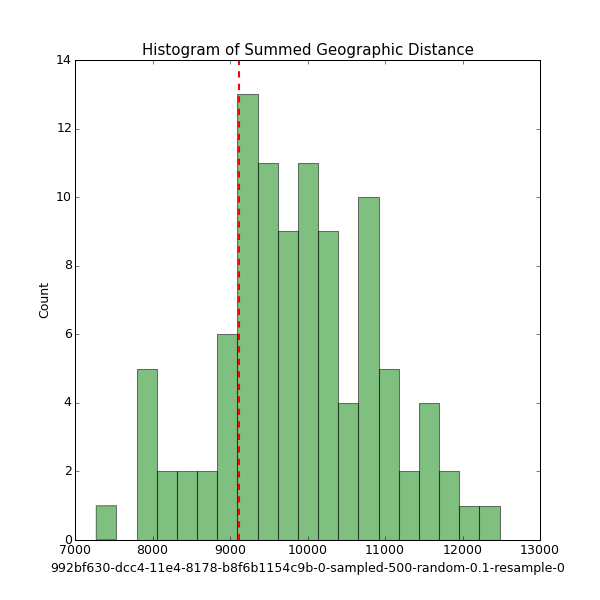 Histogram of Summed Geographic Distance
14
12
10
8
6
4
2
0
Count
7000 8000 9000 10000 11000 12000 13000
992bf630-dcc4-11e4-8178-b8f6b1154c9b-0-sampled-500-random-0.1-resample-0